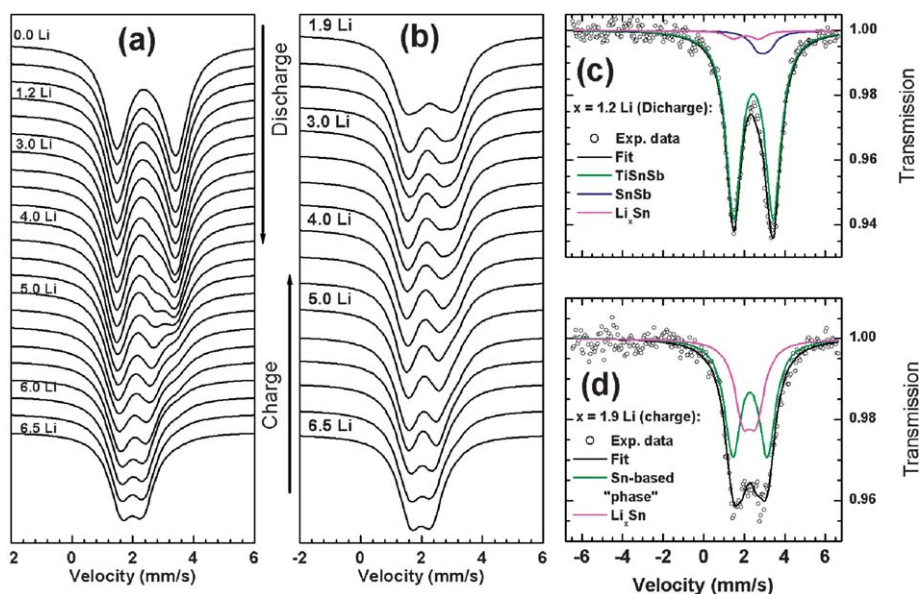 (a)
0.0 Li
1.2 Li
3.0 Li
4.0 Li
5.0 Li
6.0 Li
6.5 Li
Discharge
2 0 2 4 6
Velocity (mm/s)
(b)
1.9 Li
3.0 Li
4.0 Li
5.0 Li
6.5 Li
Charge
-2 0 2 4 6
Velocity (mm/s)
(c)
x = 1.2 Li (Dicharge):
Exp. data
Fit
TiSnSb
SnSb
LixSn
1.00
0.98
0.96
0.94
Transmission
(d)
x = 1.9 Li (charge):
Exp. data
Fit
Sn-based
"phase"
LixSn
1.00
0.98
0.96
Transmission
-6 -4 -2 0 2 4 6
Velocity (mm/s)